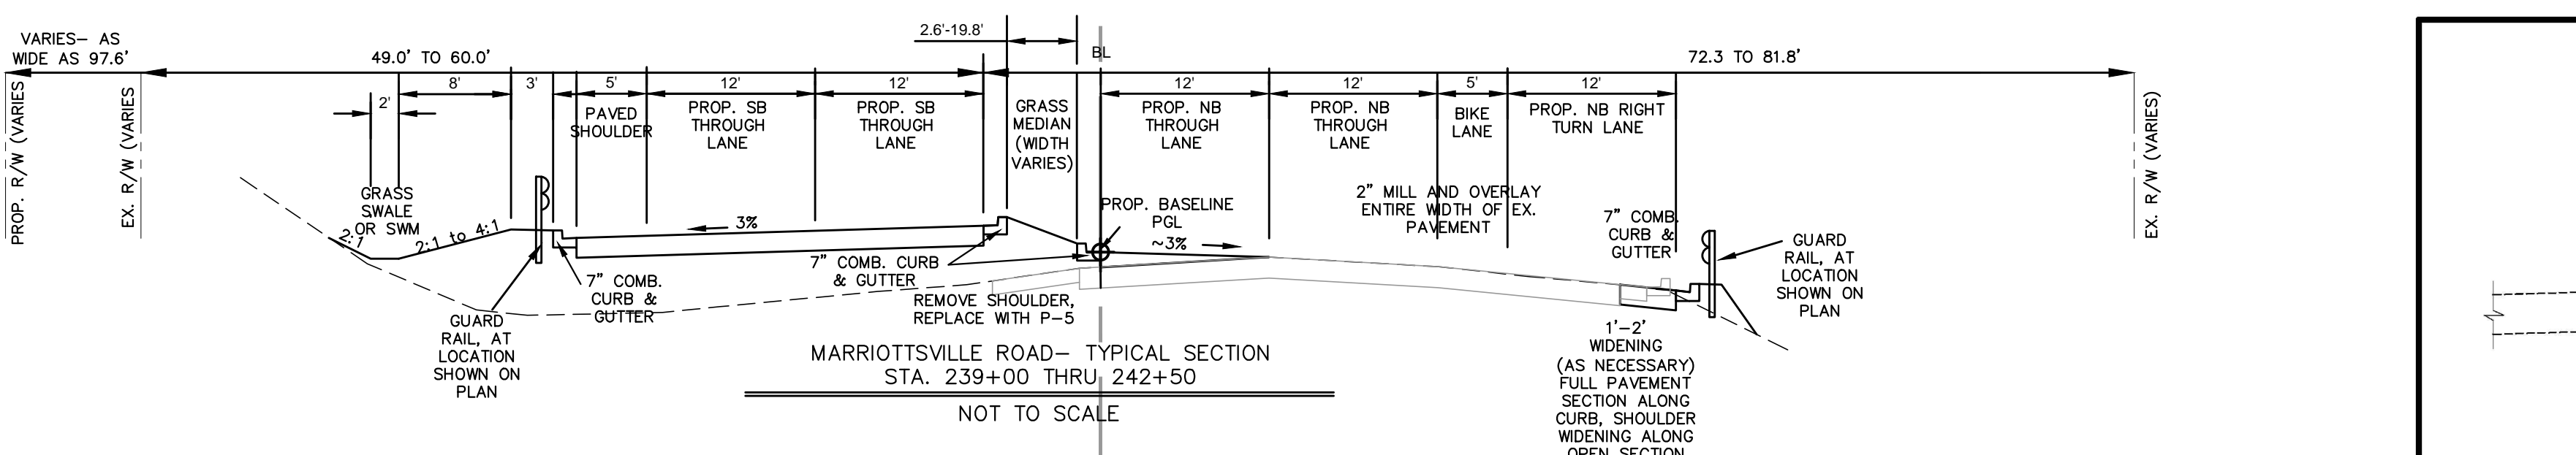 VARIES- AS
WIDE AS 97.6'
49.0' TO 60.0'
2.6'-19.8'
BL
72.3 TO 81.8'
2'
8'
3'
5'
12'
12'
12'
12'
5'
12'
PROP. R/W (VARIES
EX. R/W (VARIES
PAVED
SHOULDER
PROP. SB
THROUGH
LANE
PROP. SB
THROUGH
LANE
GRASS
MEDIAN
(WIDTH
VARIES)
PROP. NB
THROUGH
LANE
PROP. NB
THROUGH
LANE
BIKE
LANE
PROP. NB RIGHT
TURN LANE
EX. R/W (VARIES)
GRASS
SWALE
OR SWM
2:1
2:1 to 4:1
3%
PROP. BASELINE
PGL
~3%
2" MILL AND OVERLAY
ENTIRE WIDTH OF EX.
PAVEMENT
7" COMB.
CURB &
GUTTER
GUARD
RAIL, AT
LOCATION
SHOWN ON
PLAN
7" COMB.
CURB &
GUTTER
7" COMB. CURB
& GUTTER
REMOVE SHOULDER,
REPLACE WITH P-5
GUARD
RAIL, AT
LOCATION
SHOWN ON
PLAN
1'-2'
WIDENING
(AS NECESSARY)
FULL PAVEMENT
SECTION ALONG
CURB, SHOULDER
WIDENING ALONG
OPEN SECTION
MARRIOTTSVILLE ROAD- TYPICAL SECTION
STA. 239+00 THRU 242+50
NOT TO SCALE